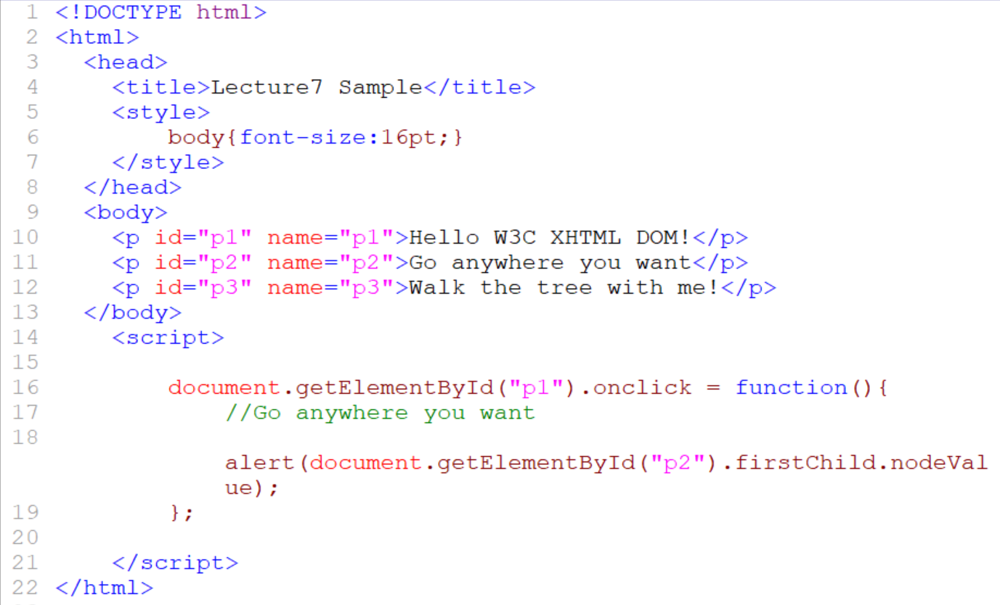 1 <!DOCTYPE html>
2 <html>
3   <head>
4     <title>Lecture7 Sample</title>
5     <style>
6         body{font-size:16pt;}
7     </style>
8   </head>
9   <body>
10     <p id="p1" name="p1">Hello W3C XHTML DOM!</p>
11     <p id="p2" name="p2">Go anywhere you want</p>
12     <p id="p3" name="p3">Walk the tree with me!</p>
13   </body>
14     <script>
15
16         document.getElementById("p1").onclick = function(){
17             //Go anywhere you want
18
            alert(document.getElementById("p2").firstChild.nodeVal
            ue);
19         };
20
21     </script>
22 </html>